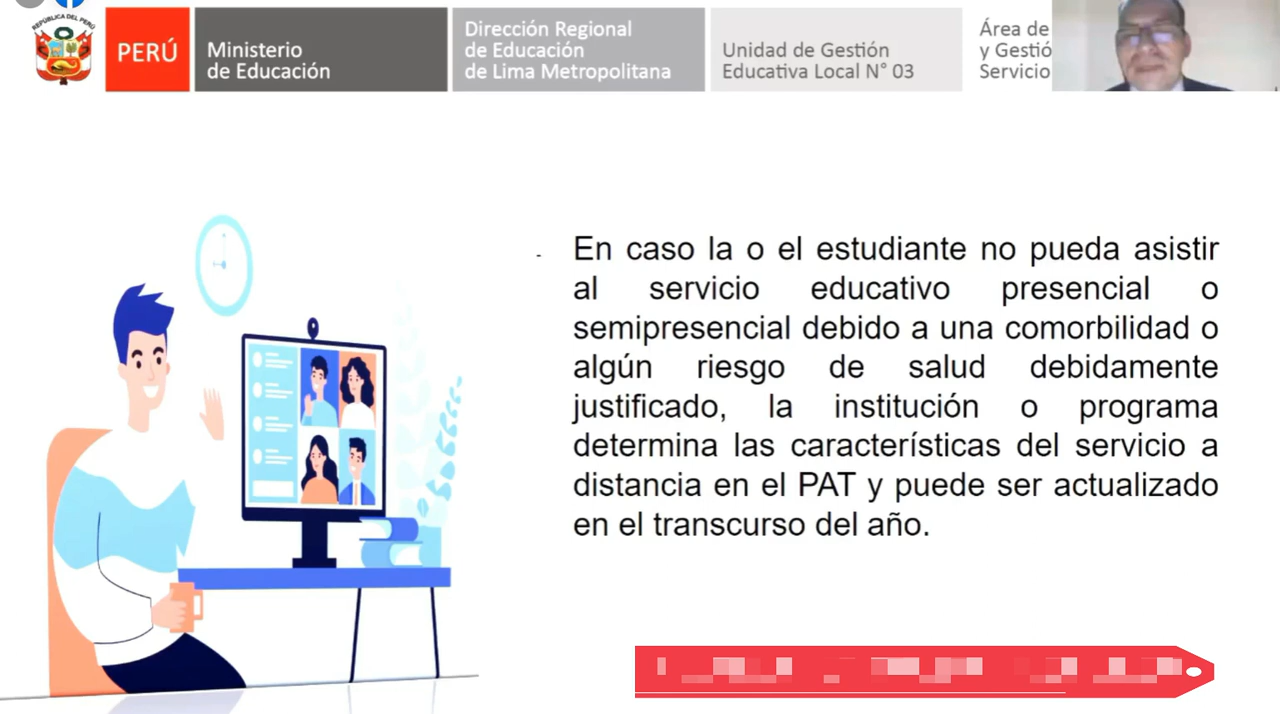 REPÚBLICA DEL PERÚ
PERÚ
Ministerio
de Educación
Dirección Regional
de Educación
de Lima Metropolitana
Unidad de Gestión
Educativa Local N° 03
Área de
y Gestió
Servicio
- En caso la o el estudiante no pueda asistir
al servicio educativo presencial o
semipresencial debido a una comorbilidad o
algún riesgo de salud debidamente
justificado, la institución o programa
determina las características del servicio a
distancia en el PAT y puede ser actualizado
en el transcurso del año.